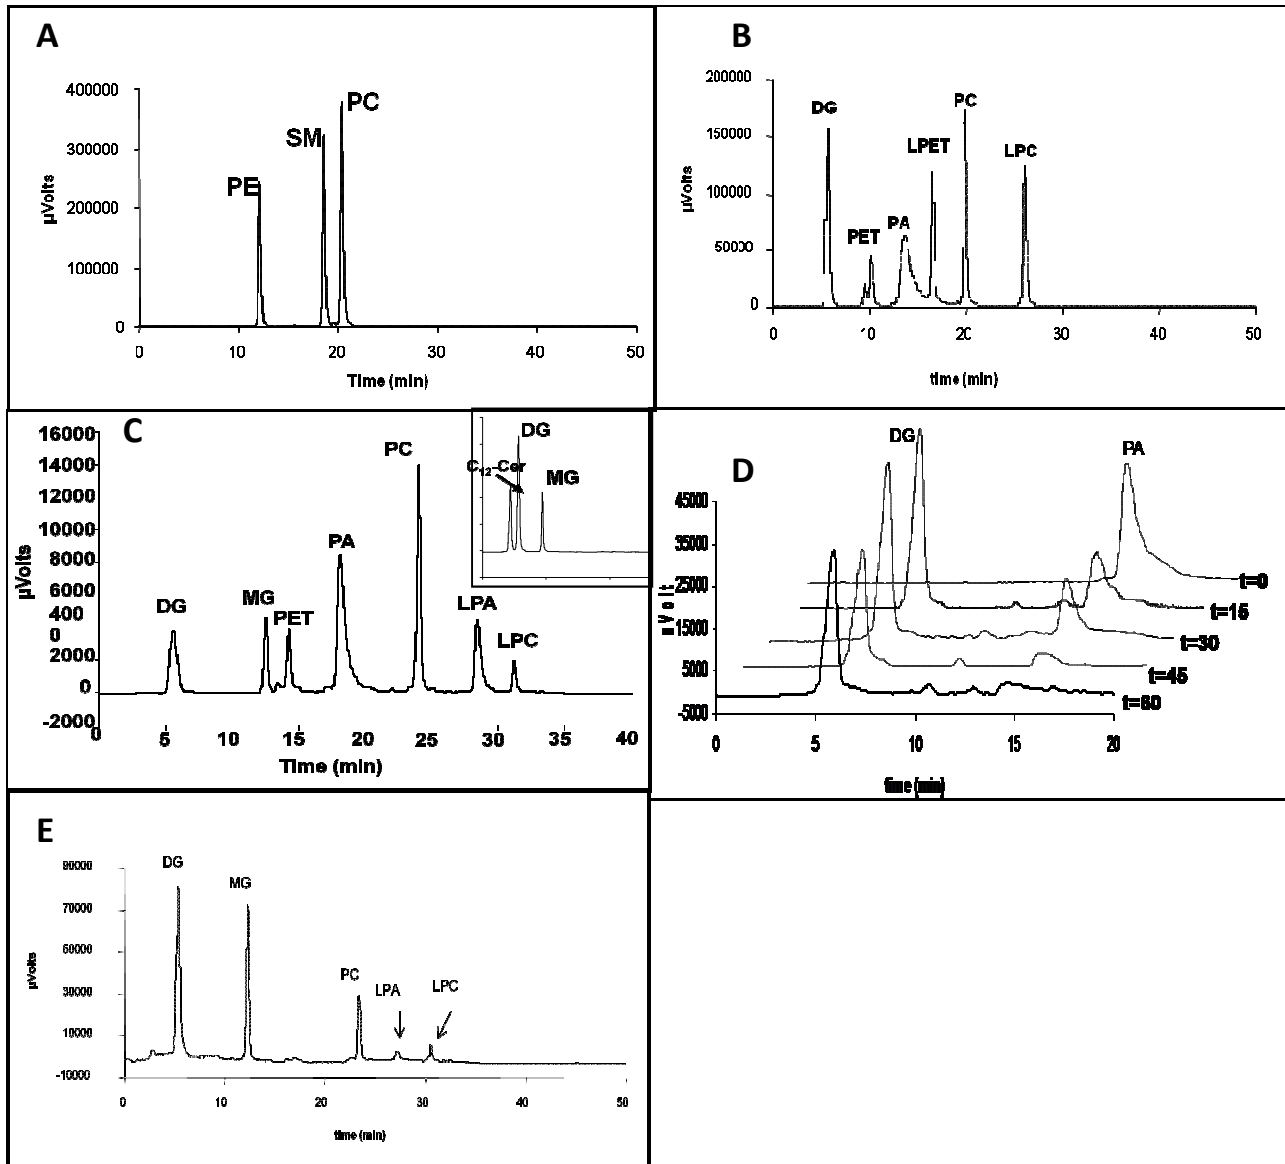 A
400000
300000
200000
100000
0
µVolts
PE
SM
PC
0 10 20 30 40 50
Time (min)
B
200000
150000
100000
50000
0
µVolts
DG
PET
PA
LPET
PC
LPC
0 10 20 30 40 50
time (min)
C
16000
14000
12000
10000
8000
6000
400
0
2000
0
-2000
µVolts
DG
MG
PET
PA
PC
LPA
LPC
0 5 10 15 20 25 30 35 40
Time (min)
DG
C12-Cer
MG
D
45000
35000
25000
15000
5000
-5000
µ V o l t
DG
PA
t=0
t=15
t=30
t=45
t=60
0 5 10 15 20
time (min)
E
90000
70000
50000
30000
10000
-10000
µVolts
DG
MG
PC
LPA
LPC
0 10 20 30 40 50
time (min)